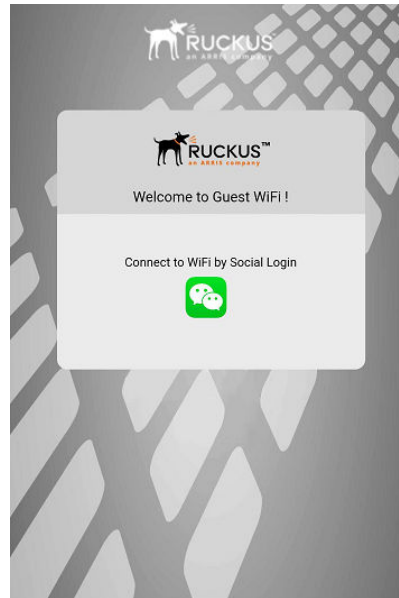 RUCKUS
an ARRIS company
RUCKUS™
an ARRIS company
Welcome to Guest WiFi !
Connect to WiFi by Social Login